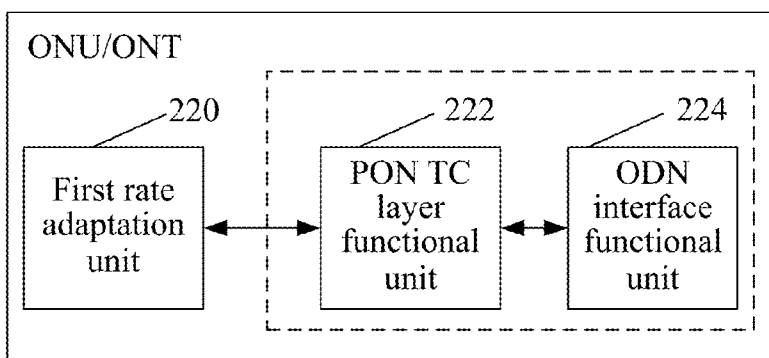 ONU/ONT
220
222
224
First rate
adaptation
unit
PON TC
layer
functional
unit
ODN
interface
functional
unit